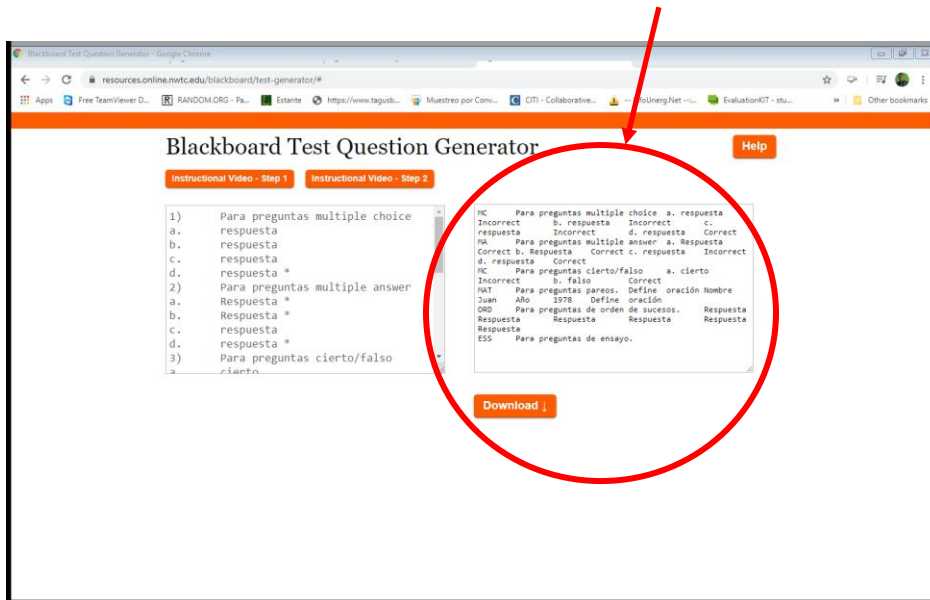 Blackboard Test Question Generator - Google Chrome
resources.online.nwtc.edu/blackboard/test-generator/#
Apps Free TeamViewer D... RANDOM.ORG - Pa... Estante https://www.tagusb... Muestreo por Conv... CITI - Collaborative... EvaluationKIT - stu... » Other bookmarks
Blackboard Test Question Generator
Help
Instructional Video - Step 1 Instructional Video - Step 2
1) Para preguntas multiple choice
a. respuesta
b. respuesta
c. respuesta
d. respuesta *
2) Para preguntas multiple answer
a. Respuesta *
b. Respuesta *
c. respuesta
d. respuesta *
3) Para preguntas cierto/falso
a. cierto
MC Para preguntas multiple choice a. respuesta
Incorrect b. respuesta Incorrect c.
respuesta Incorrect d. respuesta Correct
MA Para preguntas multiple answer a. Respuesta
Correct b. Respuesta Correct c. respuesta Incorrect
d. respuesta Correct
MC Para preguntas cierto/falso a. cierto
Incorrect b. falso Correct
MAT Para preguntas pareos. Define oración Nombre
Juan Año 1978 Define oración
ORD Para preguntas de orden de sucesos. Respuesta
Respuesta Respuesta Respuesta Respuesta
Respuesta
ESS Para preguntas de ensayo.
Download ↓